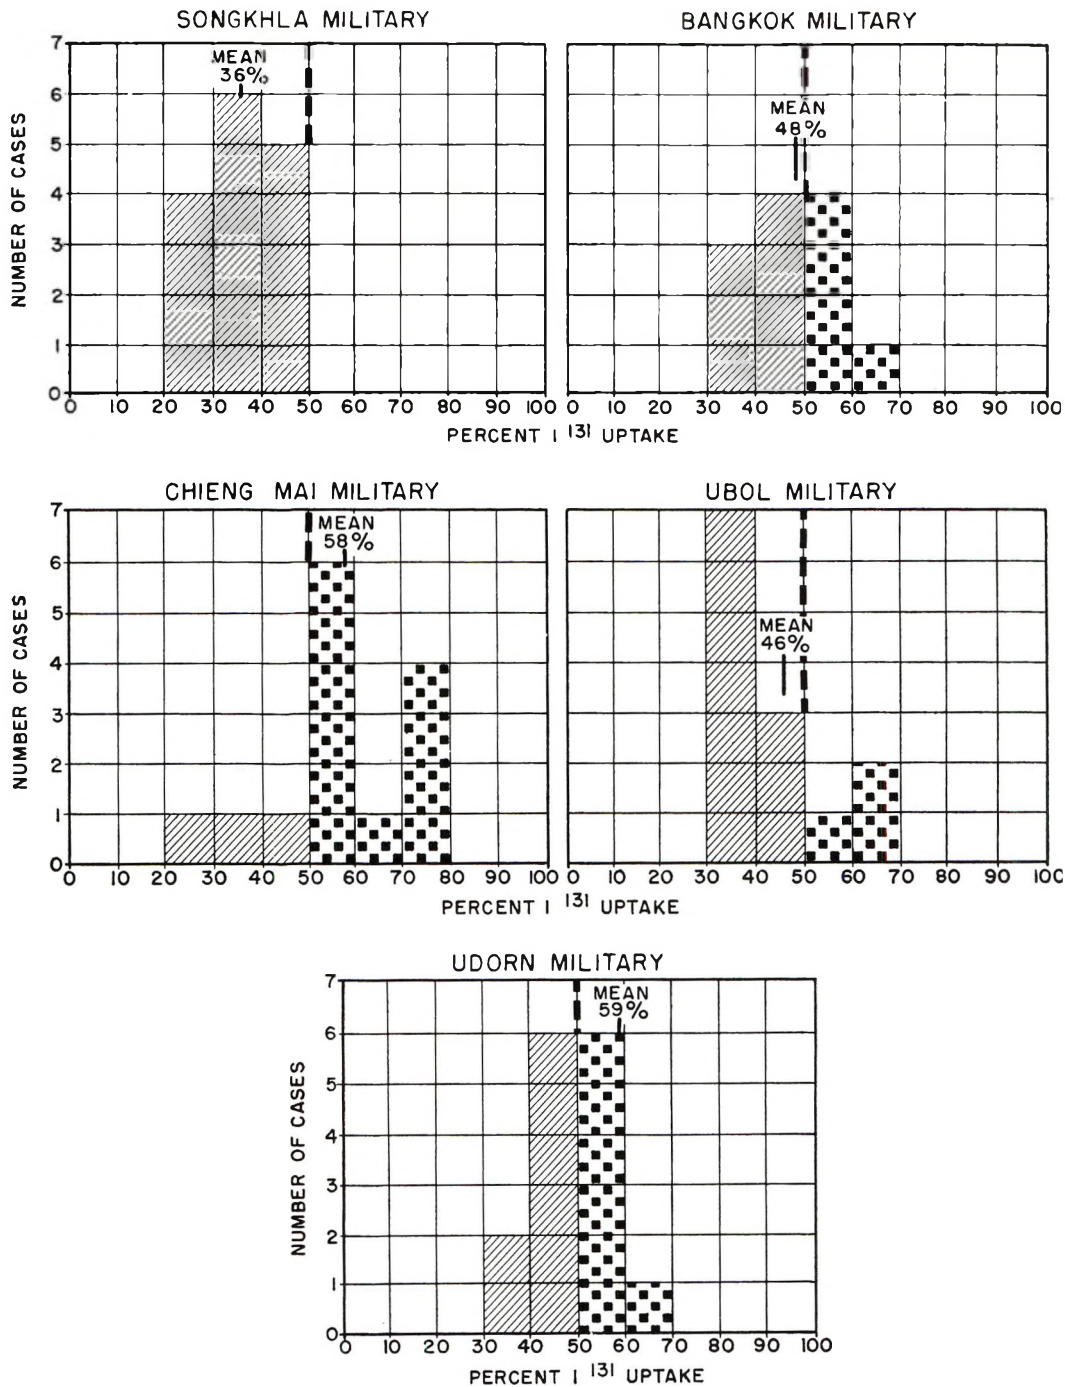 SONGKHLA MILITARY
MEAN
36%
NUMBER OF CASES
7
6
5
4
3
2
1
0
0 10 20 30 40 50 60 70 80 90 100
BANGKOK MILITARY
MEAN
48%
0 10 20 30 40 50 60 70 80 90 100
PERCENT I 131 UPTAKE
CHIENG MAI MILITARY
MEAN
58%
NUMBER OF CASES
7
6
5
4
3
2
1
0
0 10 20 30 40 50 60 70 80 90 100
UBOL MILITARY
MEAN
46%
0 10 20 30 40 50 60 70 80 90 100
PERCENT I 131 UPTAKE
UDORN MILITARY
MEAN
59%
NUMBER OF CASES
7
6
5
4
3
2
1
0
0 10 20 30 40 50 60 70 80 90 100
PERCENT I 131 UPTAKE